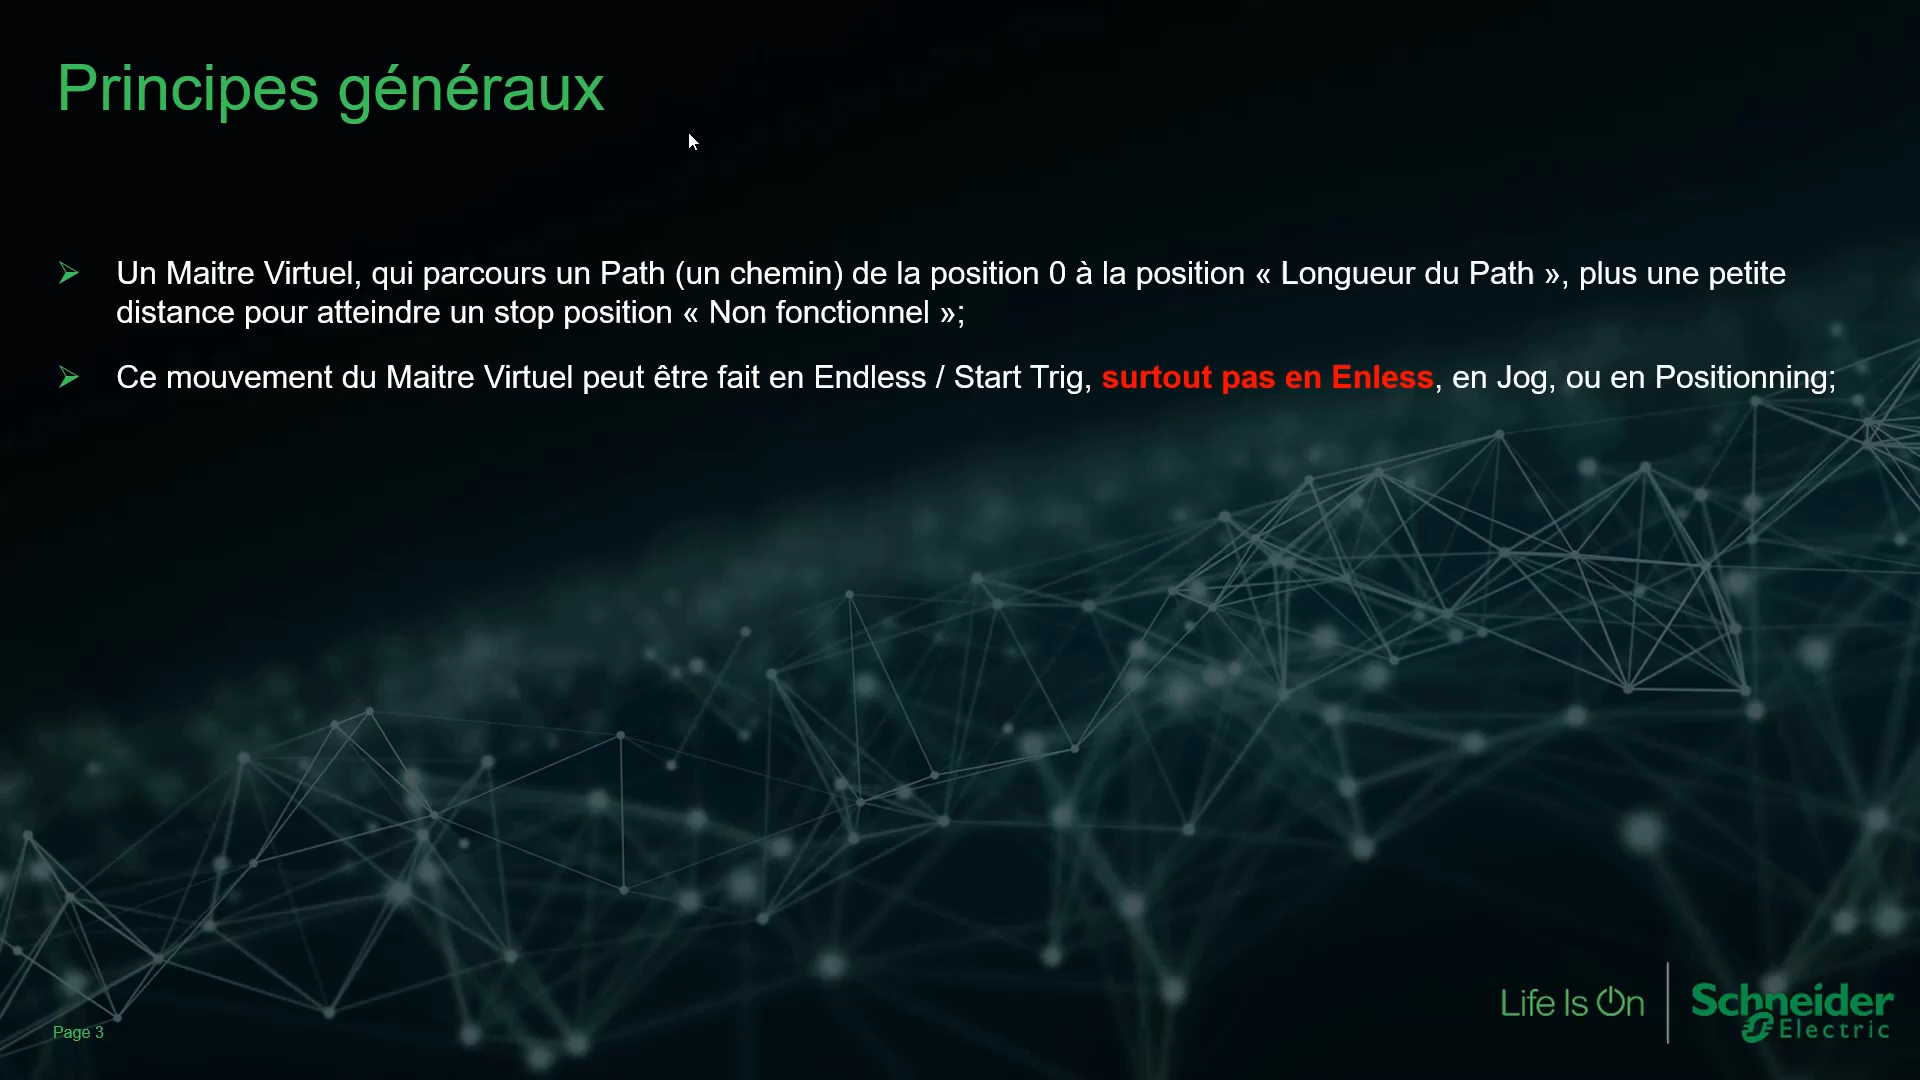 Principes généraux
Un Maitre Virtuel, qui parcours un Path (un chemin) de la position 0 à la position « Longueur du Path », plus une petite
distance pour atteindre un stop position « Non fonctionnel »;
Ce mouvement du Maitre Virtuel peut être fait en Endless / Start Trig, surtout pas en Enless, en Jog, ou en Positionning;
Page 3
Life Is On
Schneider
Electric